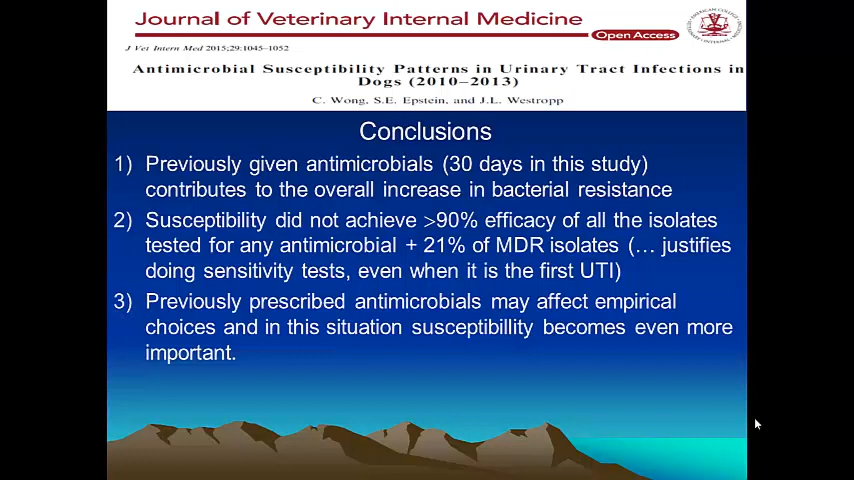 Journal of Veterinary Internal Medicine
Open Access
J Vet Intern Med 2015;29:1045–1052
Antimicrobial Susceptibility Patterns in Urinary Tract Infections in
Dogs (2010–2013)
C. Wong, S.E. Epstein, and J.L. Westropp
Conclusions
1) Previously given antimicrobials (30 days in this study)
contributes to the overall increase in bacterial resistance
2) Susceptibility did not achieve >90% efficacy of all the isolates
tested for any antimicrobial + 21% of MDR isolates (... justifies
doing sensitivity tests, even when it is the first UTI)
3) Previously prescribed antimicrobials may affect empirical
choices and in this situation susceptibillity becomes even more
important.